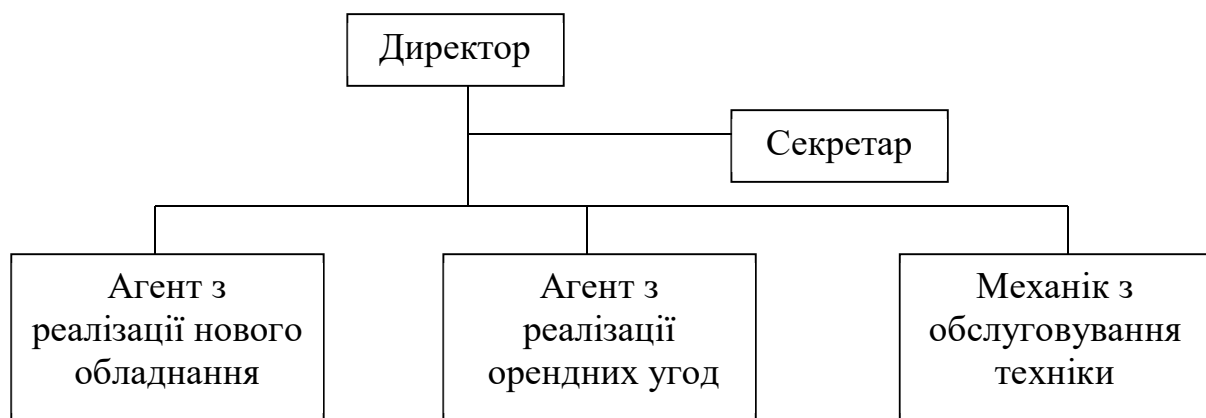 Директор
Секретар
Агент з
реалізації нового
обладнання
Агент з
реалізації
орендних угод
Механік з
обслуговування
техніки